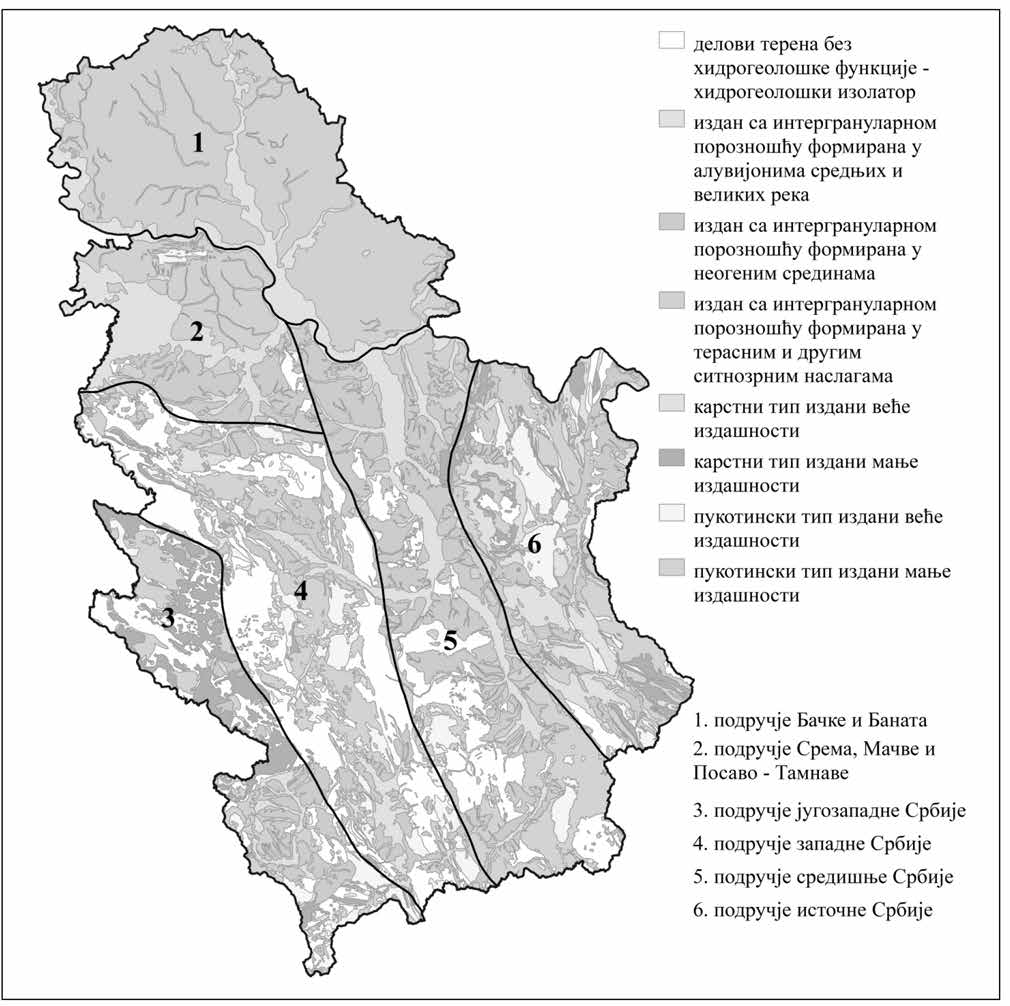 делови терена без
хидрогеолошке функције -
хидрогеолошки изолатор
издан са интергрануларном
порозношћу формирана у
алувијонима средњих и
великих река
издан са интергрануларном
порозношћу формирана у
неогеним срединама
издан са интергрануларном
порозношћу формирана у
терасним и другим
ситнозрним наслагама
карстни тип издани веће
издашности
карстни тип издани мање
издашности
пукотински тип издани веће
издашности
пукотински тип издани мање
издашности
1
2
3
4
5
6
1. подручје Бачке и Баната
2. подручје Срема, Мачве и
Посаво - Тамнаве
3. подручје југозападне Србије
4. подручје западне Србије
5. подручје средишње Србије
6. подручје источне Србије